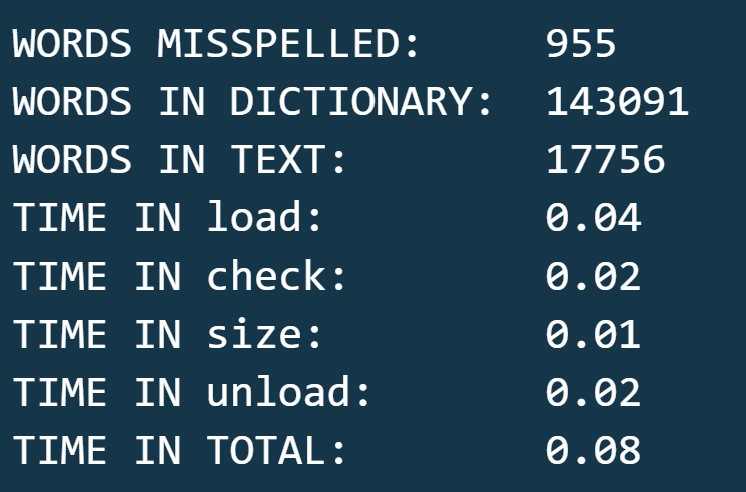 WORDS MISSPELLED: 955
WORDS IN DICTIONARY: 143091
WORDS IN TEXT: 17756
TIME IN load: 0.04
TIME IN check: 0.02
TIME IN size: 0.01
TIME IN unload: 0.02
TIME IN TOTAL: 0.08